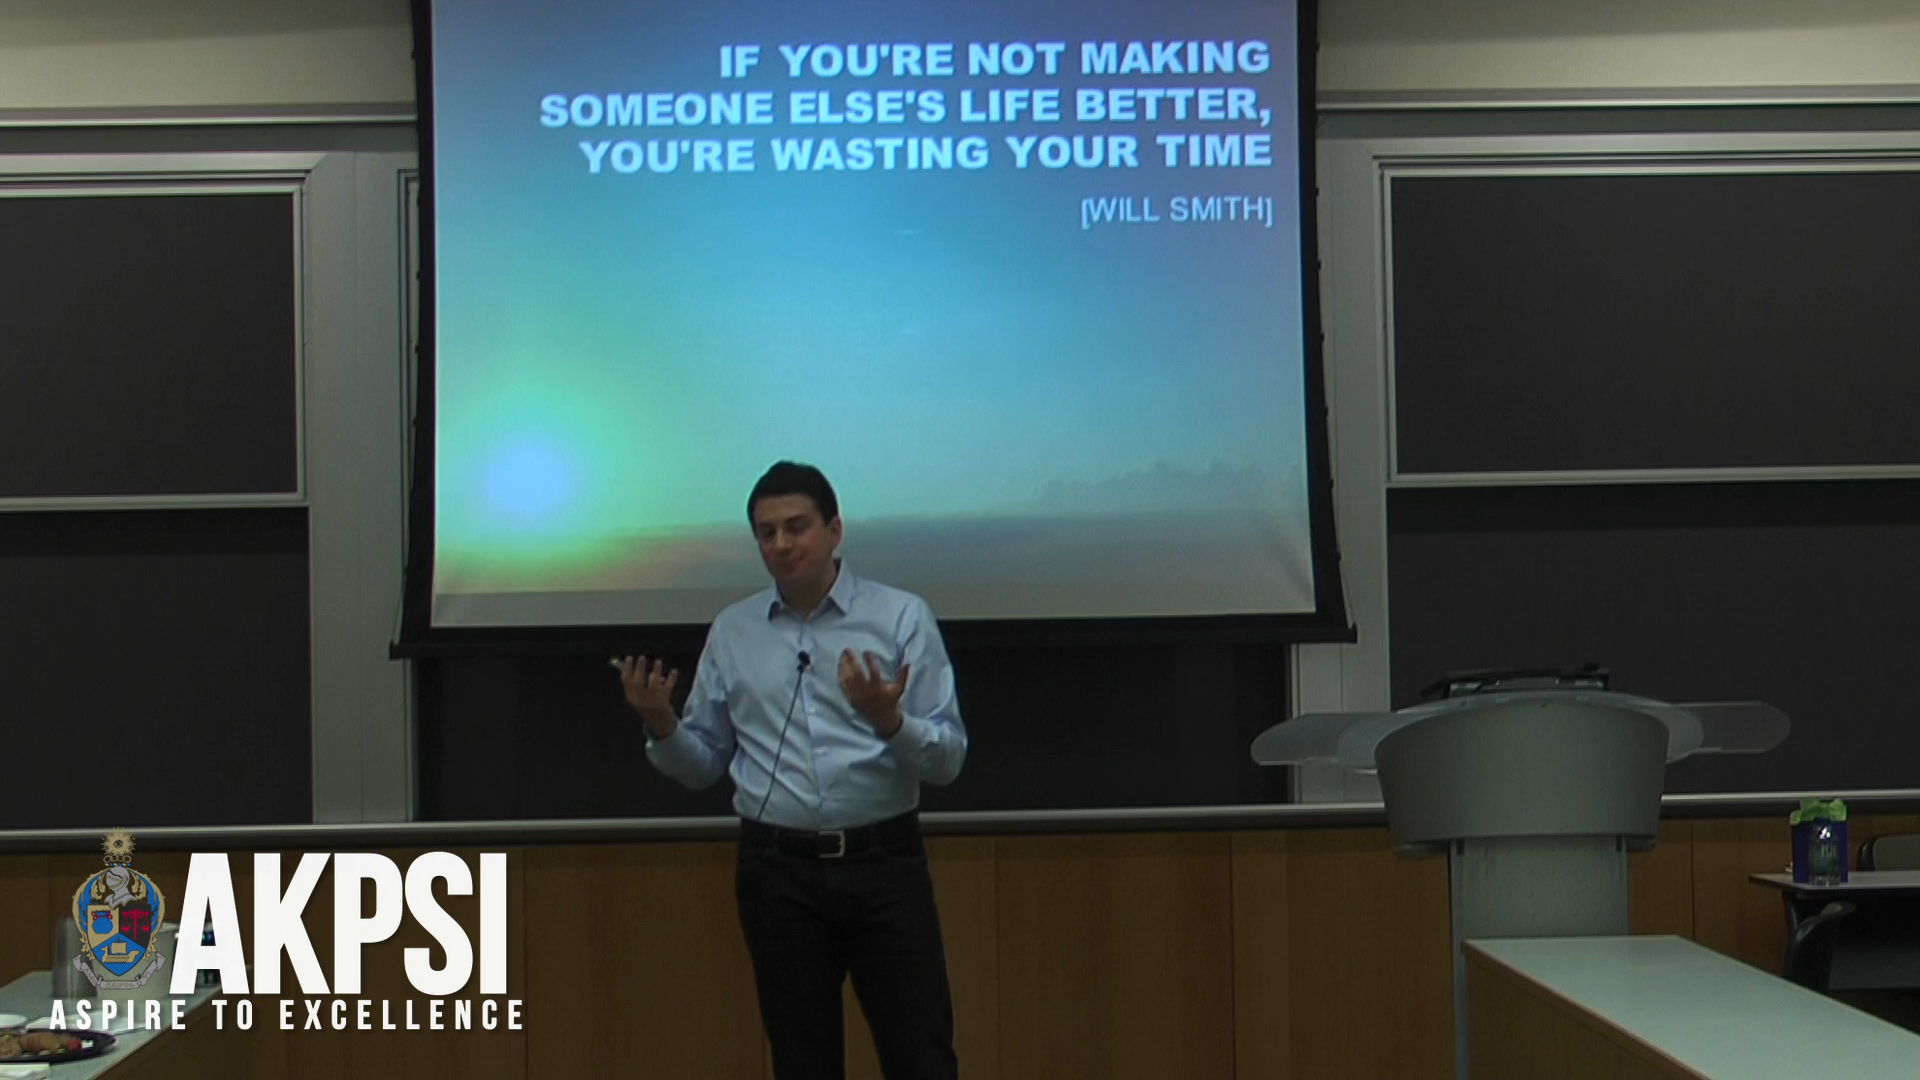 IF YOU'RE NOT MAKING
SOMEONE ELSE'S LIFE BETTER,
YOU'RE WASTING YOUR TIME
[WILL SMITH]
AKPSI
ASPIRE TO EXCELLENCE